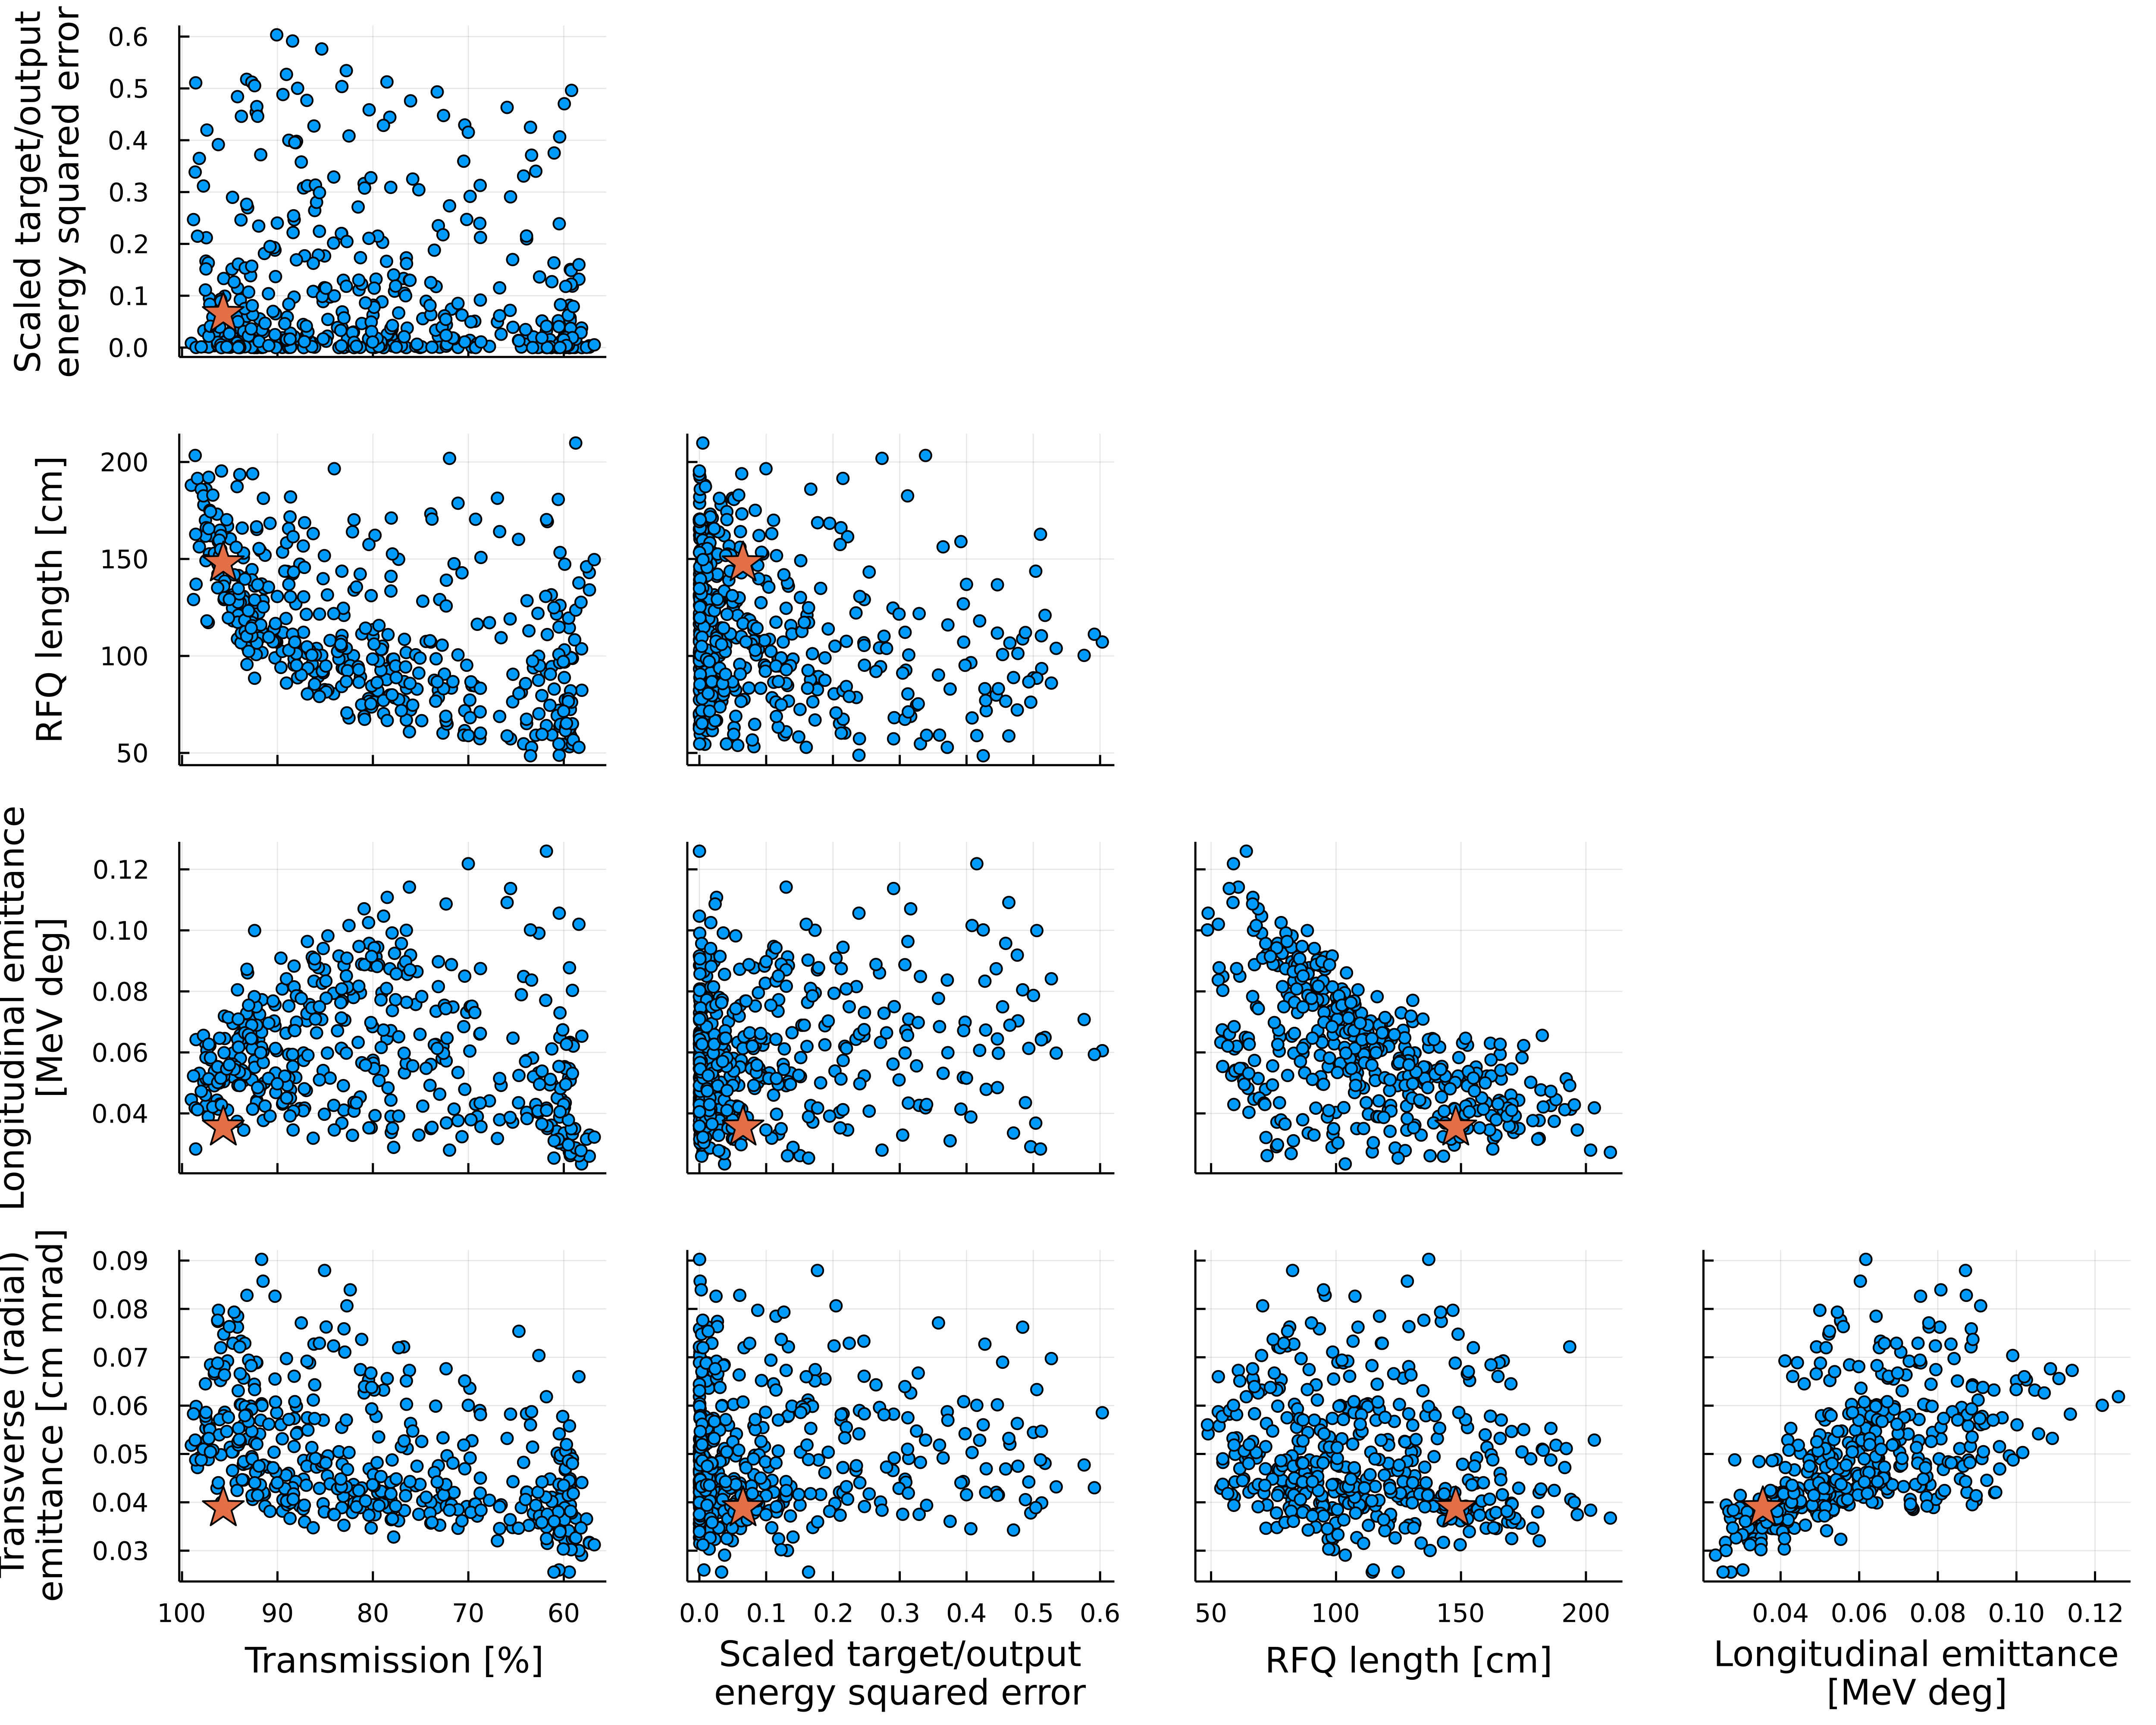 Scaled target/output
energy squared error
0.6
0.5
0.4
0.3
0.2
0.1
0.0
RFQ length [cm]
200
150
100
50
Longitudinal emittance
[MeV deg]
0.12
0.10
0.08
0.06
0.04
Transverse (radial)
emittance [cm mrad]
0.09
0.08
0.07
0.06
0.05
0.04
0.03
100 90 80 70 60
0.0 0.1 0.2 0.3 0.4 0.5 0.6
50 100 150 200
0.04 0.06 0.08 0.10 0.12
Transmission [%]
Scaled target/output
energy squared error
RFQ length [cm]
Longitudinal emittance
[MeV deg]